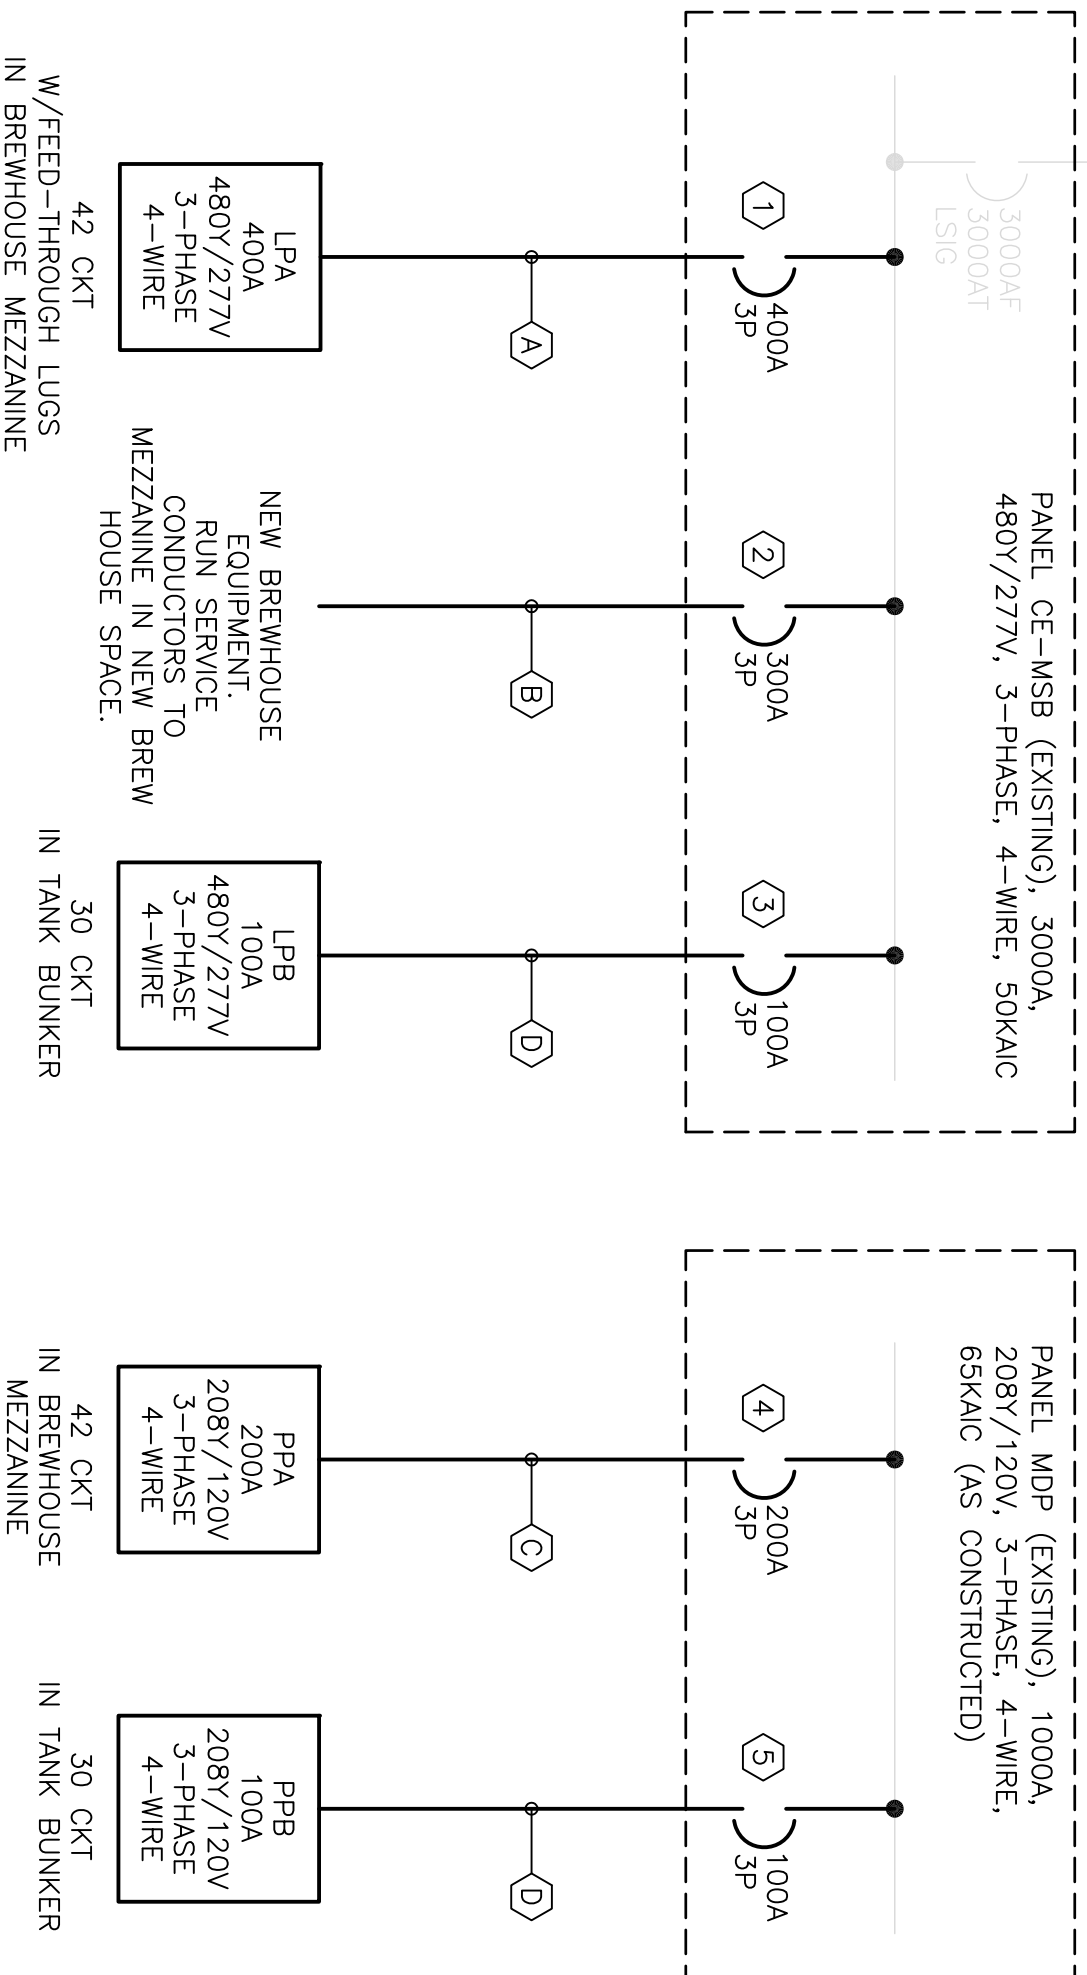 3000AF
3000AT
LSIG
PANEL CE-MSB (EXISTING), 3000A,
480Y/277V, 3-PHASE, 4-WIRE, 50KAIC
1
400A
3P
2
300A
3P
3
100A
3P
A
B
D
LPA
400A
480Y/277V
3-PHASE
4-WIRE
42 CKT
W/FEED-THROUGH LUGS
IN BREWHOUSE MEZZANINE
NEW BREWHOUSE
EQUIPMENT.
RUN SERVICE
CONDUCTORS TO
MEZZANINE IN NEW BREW
HOUSE SPACE.
LPB
100A
480Y/277V
3-PHASE
4-WIRE
30 CKT
IN TANK BUNKER
PANEL MDP (EXISTING), 1000A,
208Y/120V, 3-PHASE, 4-WIRE,
65KAIC (AS CONSTRUCTED)
4
200A
3P
5
100A
3P
C
D
PPA
200A
208Y/120V
3-PHASE
4-WIRE
42 CKT
IN BREWHOUSE
MEZZANINE
PPB
100A
208Y/120V
3-PHASE
4-WIRE
30 CKT
IN TANK BUNKER